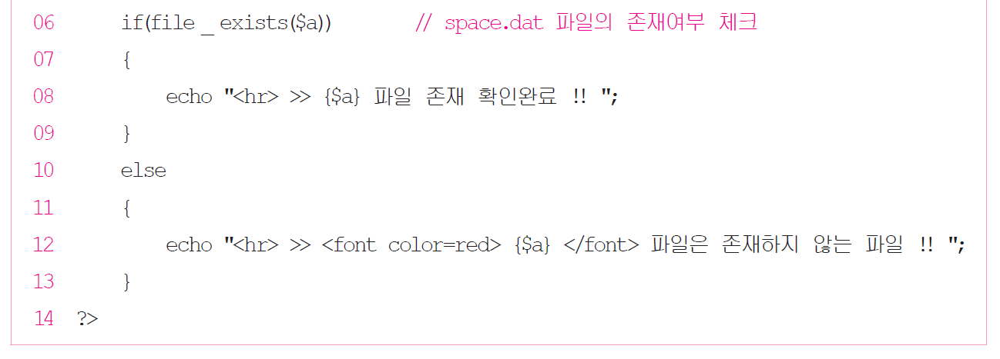 06 if(file _ exists($a)) // space.dat 파일의 존재여부 체크
07 {
08 echo "<hr> >> {$a} 파일 존재 확인완료 !! ";
09 }
10 else
11 {
12 echo "<hr> >> <font color=red> {$a} </font> 파일은 존재하지 않는 파일 !! ";
13 }
14 ?>